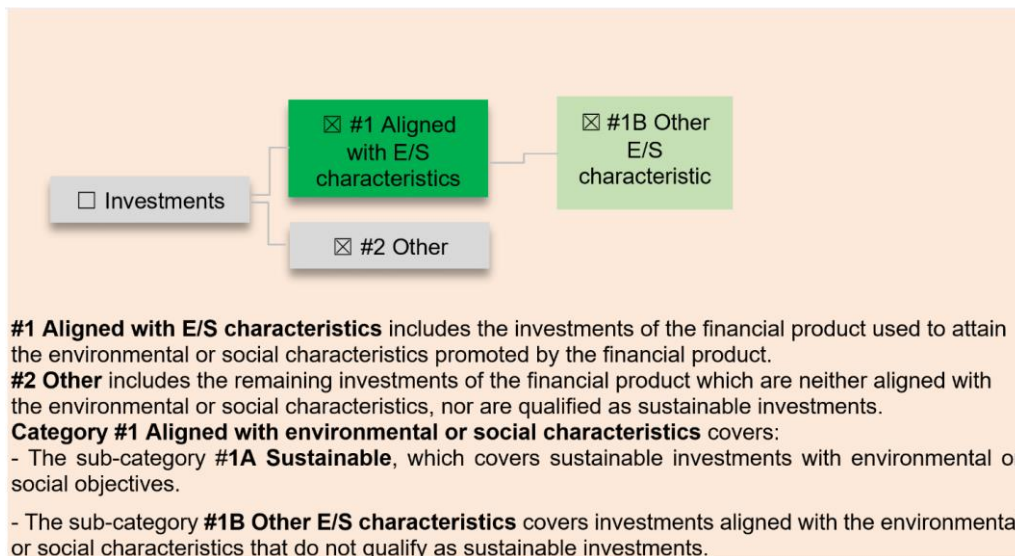 ☒ #1 Aligned
with E/S
characteristics
☒ #1B Other
E/S
characteristic
☐ Investments
☒ #2 Other
#1 Aligned with E/S characteristics includes the investments of the financial product used to attain
the environmental or social characteristics promoted by the financial product.
#2 Other includes the remaining investments of the financial product which are neither aligned with
the environmental or social characteristics, nor are qualified as sustainable investments.
Category #1 Aligned with environmental or social characteristics covers:
- The sub-category #1A Sustainable, which covers sustainable investments with environmental o
social objectives.
- The sub-category #1B Other E/S characteristics covers investments aligned with the environmenta
or social characteristics that do not qualify as sustainable investments.